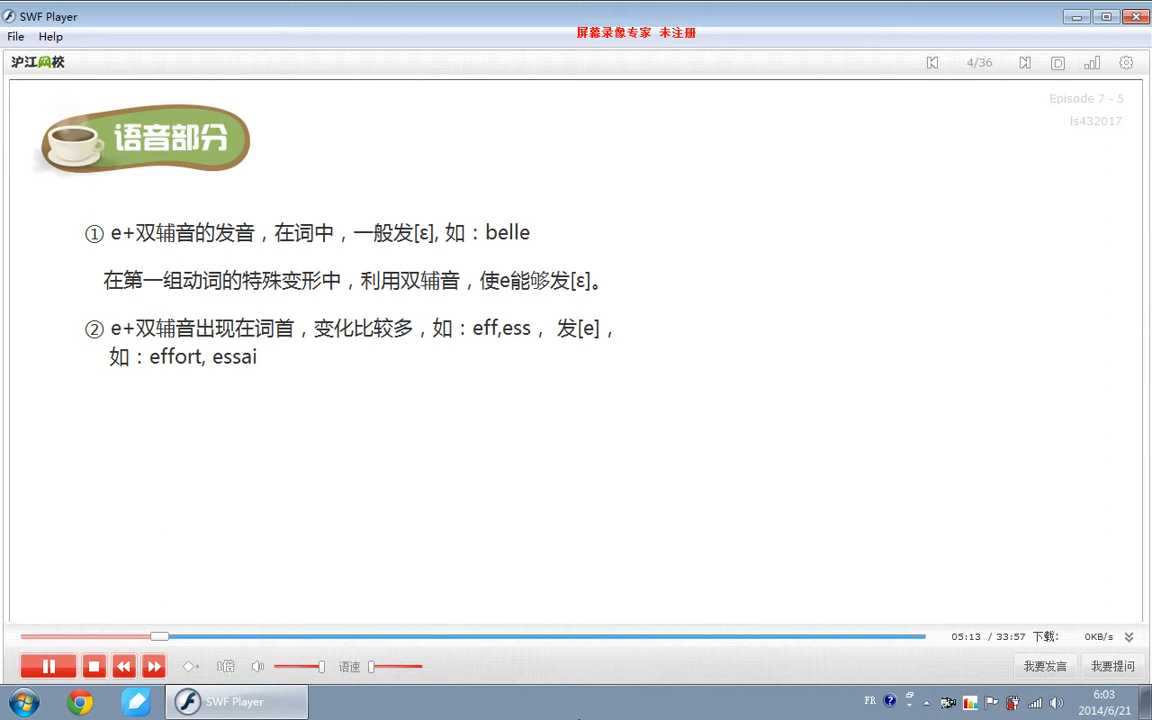 SWF Player
File Help
屏幕录像专家 未注册
沪江网校
4/36
Episode 7 - 5
ls432017
语音部分
① e+双辅音的发音，在词中，一般发[ɛ], 如：belle
在第一组动词的特殊变形中，利用双辅音，使e能够发[ɛ]。
② e+双辅音出现在词首，变化比较多，如：eff,ess， 发[e]，
如：effort, essai
05:13 / 33:57 下载: 0KB/s
1倍 语速 我要发言 我要提问
SWF Player
FR
6:03
2014/6/21